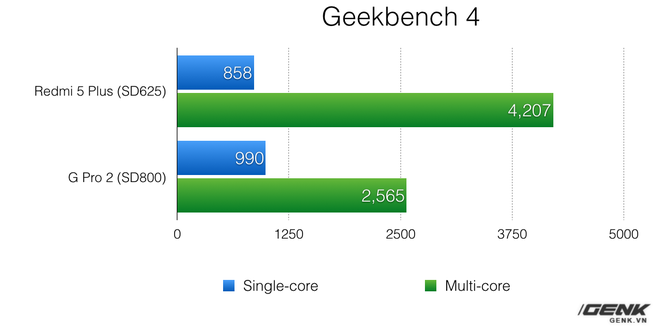 Geekbench 4
858
Redmi 5 Plus (SD625)
4,207
990
G Pro 2 (SD800)
2,565
0 1250 2500 3750 5000
Single-core Multi-core
GENK
GENK.VN